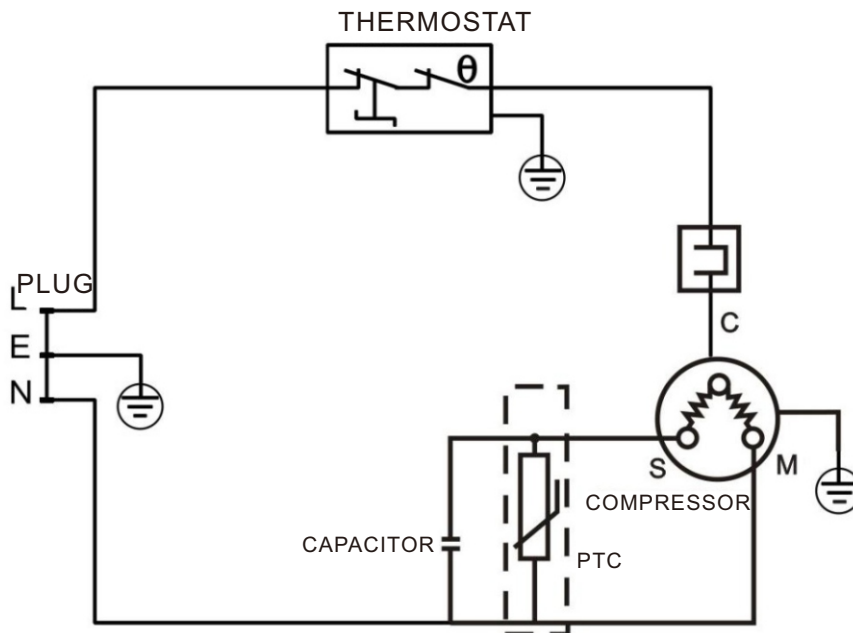 THERMOSTAT
θ
PLUG
L
E
N
C
S
M
COMPRESSOR
CAPACITOR
PTC